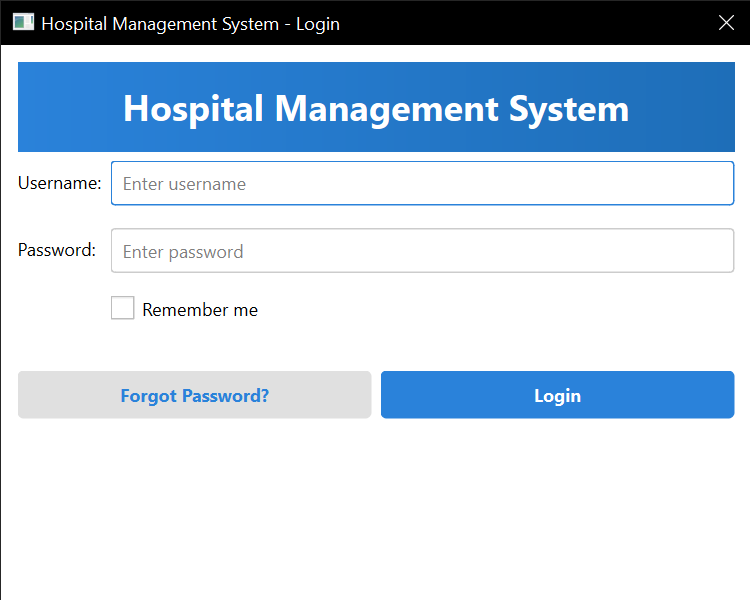 Hospital Management System - Login
Hospital Management System
Username: Enter username
Password: Enter password
Remember me
Forgot Password? Login